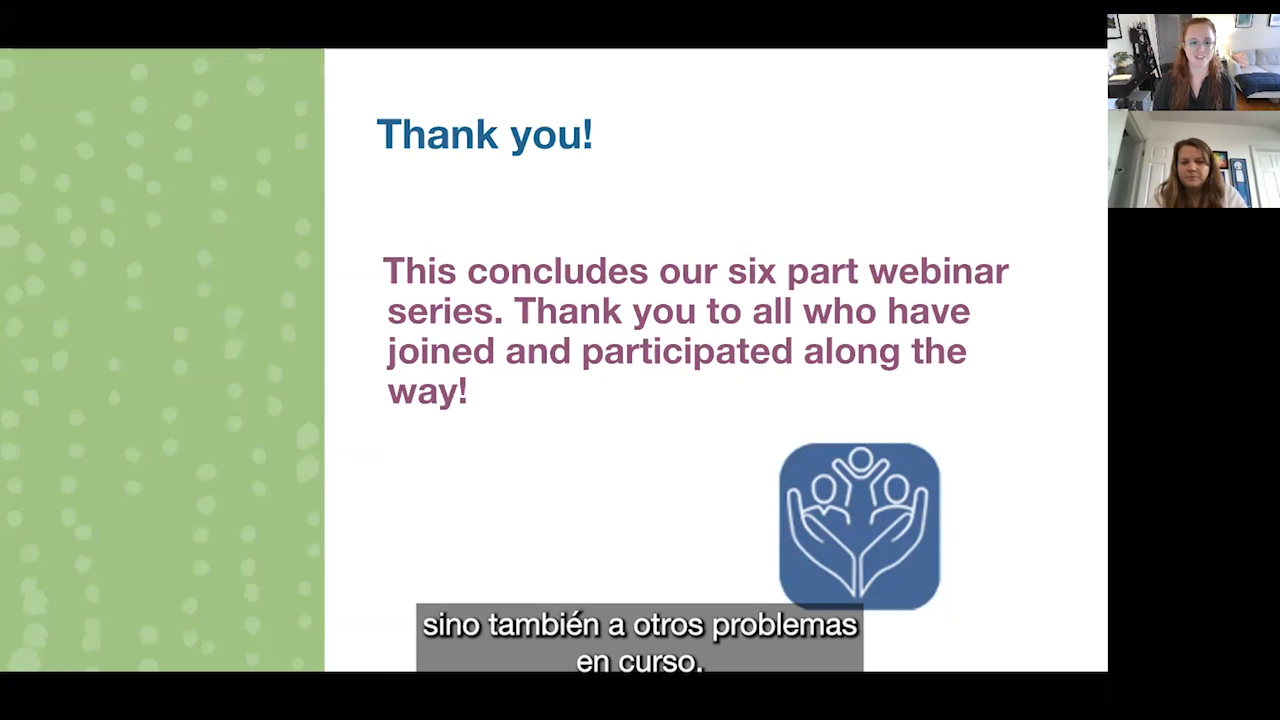 Thank you!
This concludes our six part webinar
series. Thank you to all who have
joined and participated along the
way!
sino también a otros problemas
en curso.